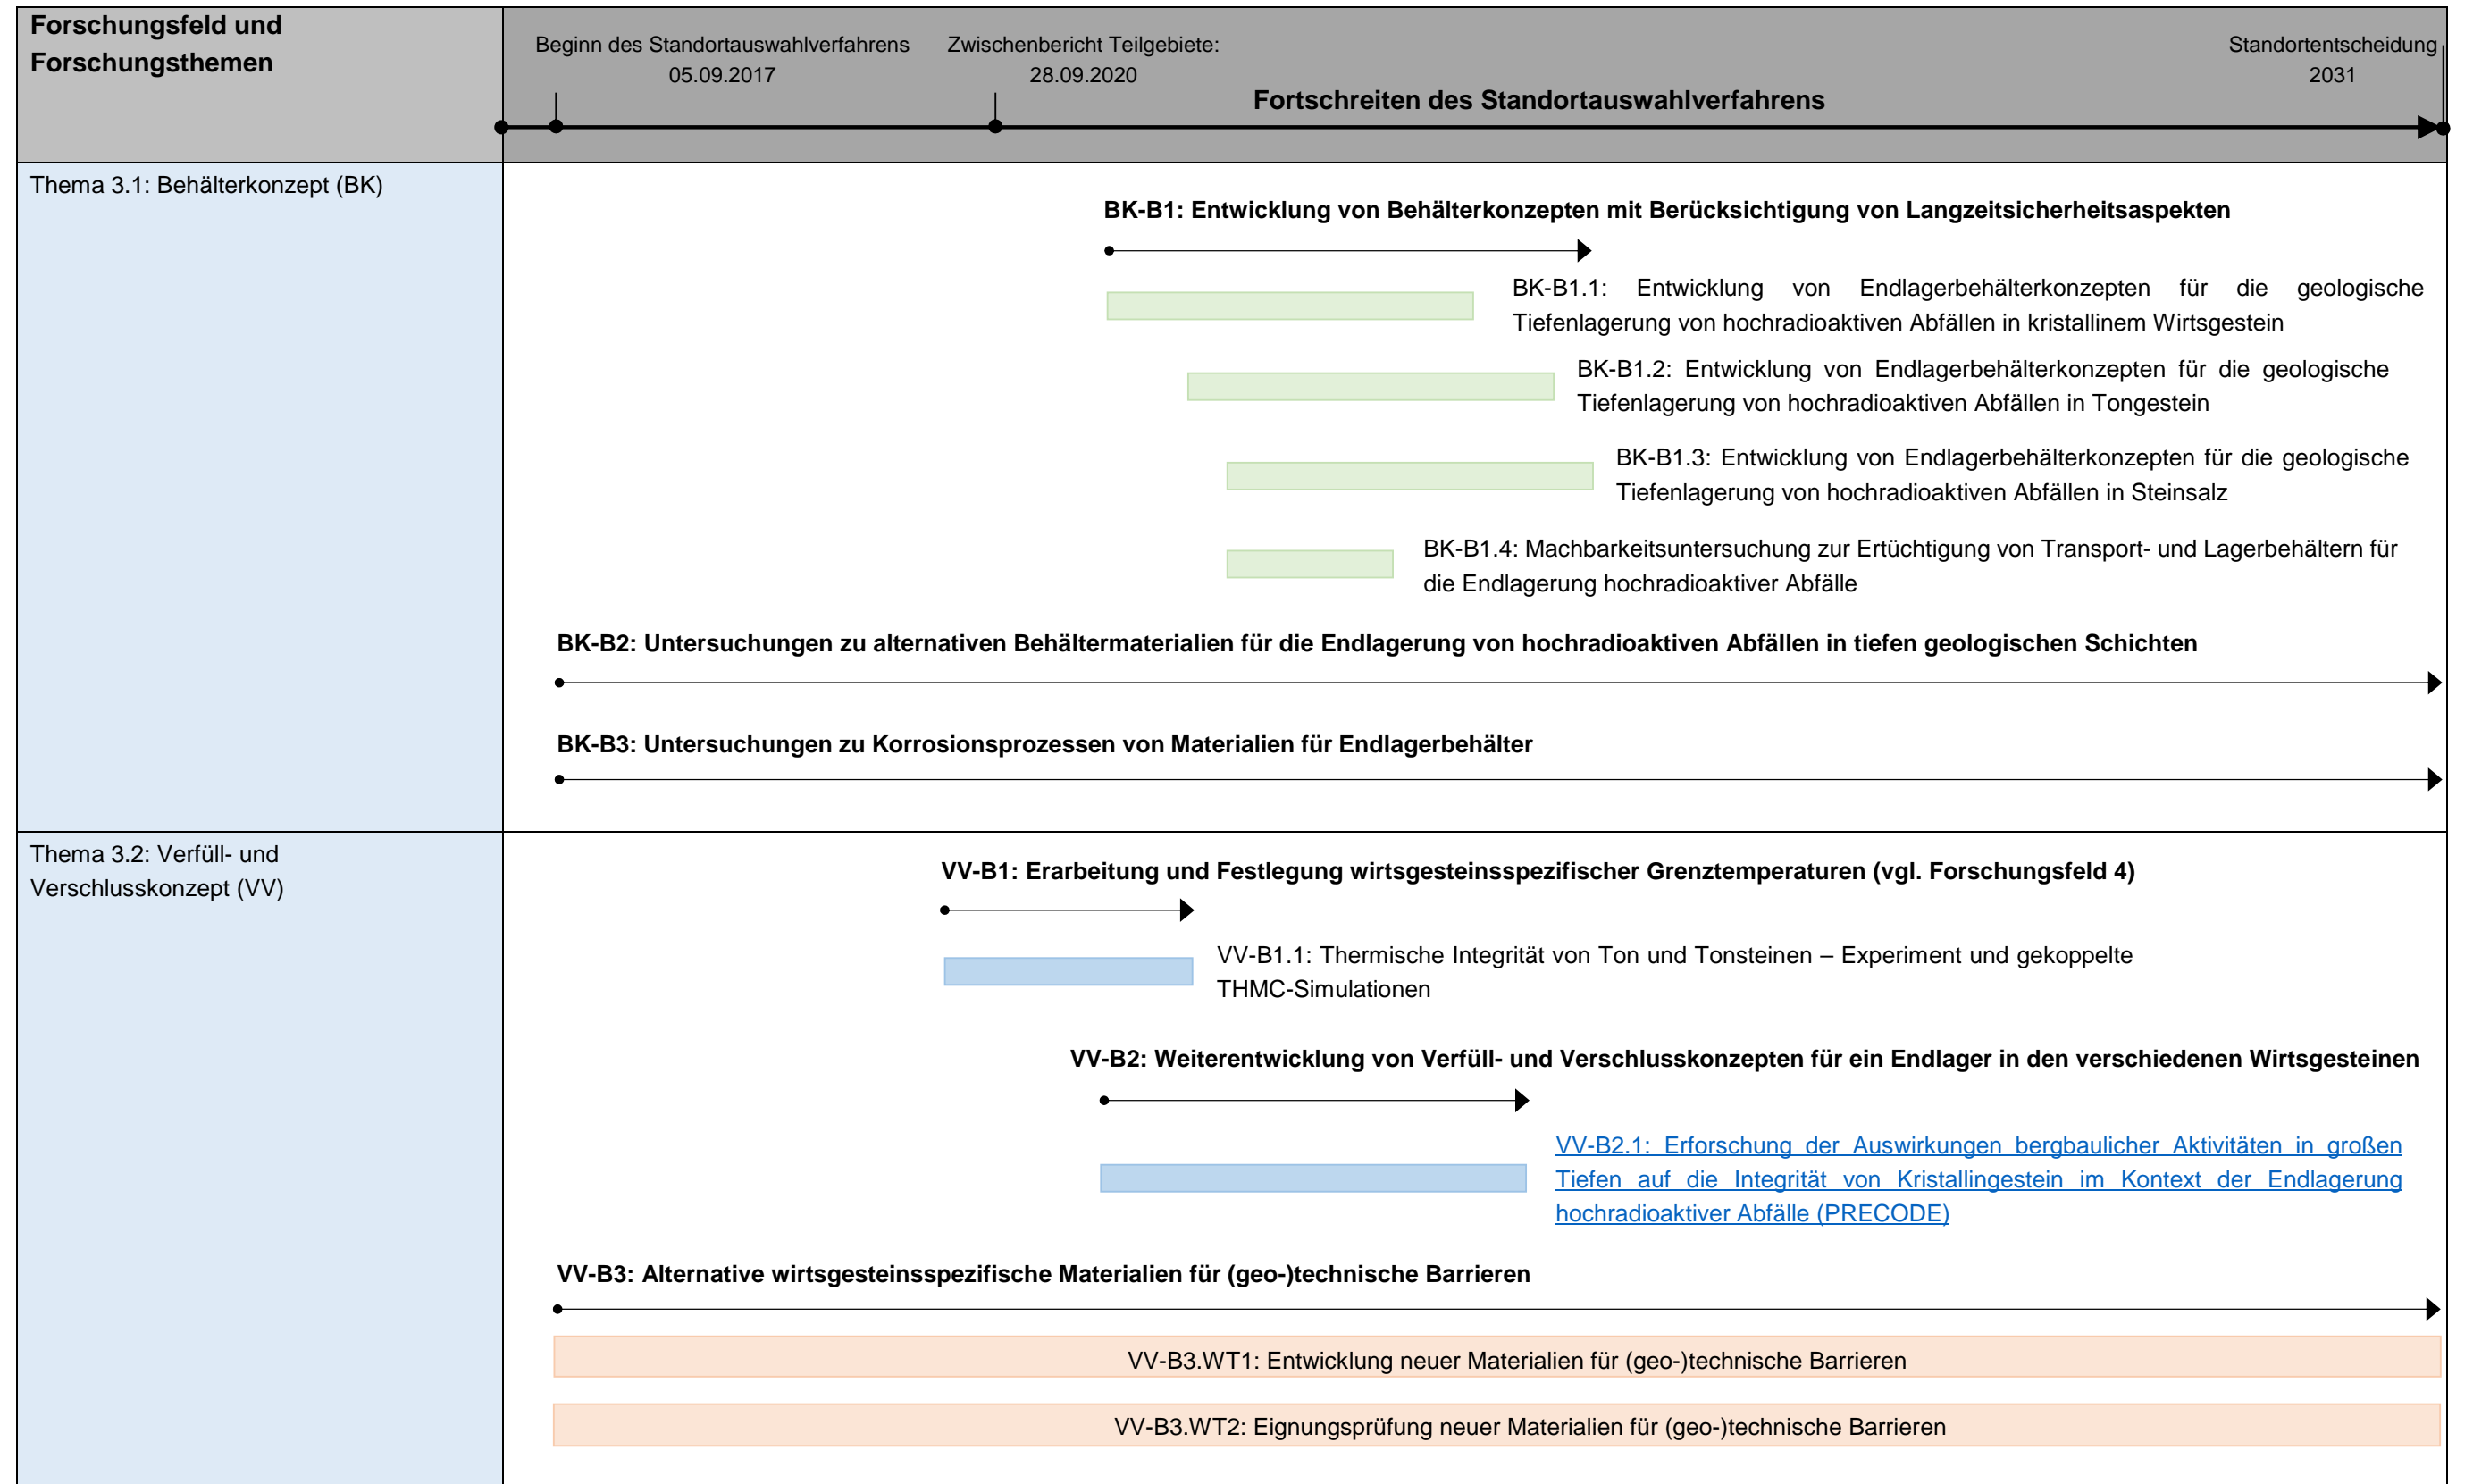 Forschungsfeld und
Forschungsthemen
Beginn des Standortauswahlverfahrens
05.09.2017
Zwischenbericht Teilgebiete:
28.09.2020
Standortentscheidung
2031
Fortschreiten des Standortauswahlverfahrens
Thema 3.1: Behälterkonzept (BK)
BK-B1: Entwicklung von Behälterkonzepten mit Berücksichtigung von Langzeitsicherheitsaspekten
BK-B1.1: Entwicklung von Endlagerbehälterkonzepten für die geologische
Tiefenlagerung von hochradioaktiven Abfällen in kristallinem Wirtsgestein
BK-B1.2: Entwicklung von Endlagerbehälterkonzepten für die geologische
Tiefenlagerung von hochradioaktiven Abfällen in Tongestein
BK-B1.3: Entwicklung von Endlagerbehälterkonzepten für die geologische
Tiefenlagerung von hochradioaktiven Abfällen in Steinsalz
BK-B1.4: Machbarkeitsuntersuchung zur Ertüchtigung von Transport- und Lagerbehältern für
die Endlagerung hochradioaktiver Abfälle
BK-B2: Untersuchungen zu alternativen Behältermaterialien für die Endlagerung von hochradioaktiven Abfällen in tiefen geologischen Schichten
BK-B3: Untersuchungen zu Korrosionsprozessen von Materialien für Endlagerbehälter
Thema 3.2: Verfüll- und
Verschlusskonzept (VV)
VV-B1: Erarbeitung und Festlegung wirtsgesteinsspezifischer Grenztemperaturen (vgl. Forschungsfeld 4)
VV-B1.1: Thermische Integrität von Ton und Tonsteinen – Experiment und gekoppelte
THMC-Simulationen
VV-B2: Weiterentwicklung von Verfüll- und Verschlusskonzepten für ein Endlager in den verschiedenen Wirtsgesteinen
VV-B2.1: Erforschung der Auswirkungen bergbaulicher Aktivitäten in großen
Tiefen auf die Integrität von Kristallingestein im Kontext der Endlagerung
hochradioaktiver Abfälle (PRECODE)
VV-B3: Alternative wirtsgesteinsspezifische Materialien für (geo-)technische Barrieren
VV-B3.WT1: Entwicklung neuer Materialien für (geo-)technische Barrieren
VV-B3.WT2: Eignungsprüfung neuer Materialien für (geo-)technische Barrieren